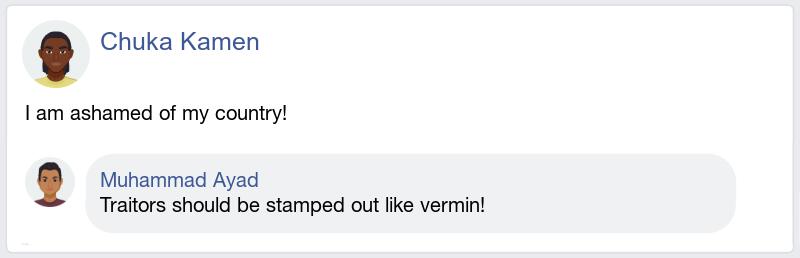 Chuka Kamen
I am ashamed of my country!
Muhammad Ayad
Traitors should be stamped out like vermin!